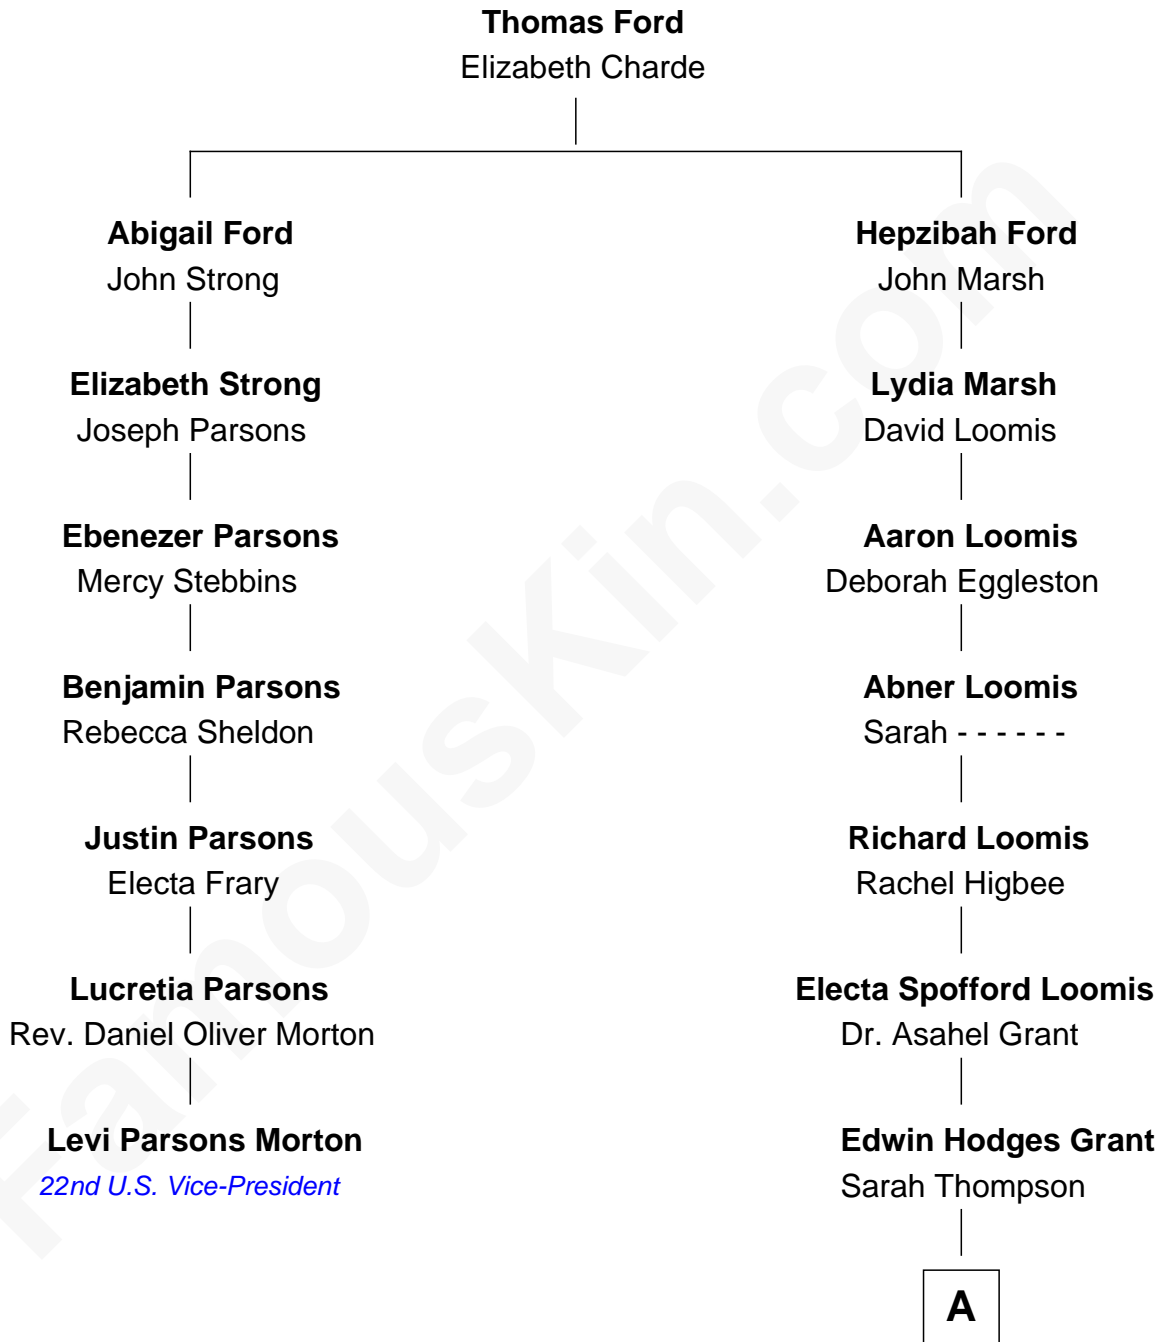 Thomas Ford
Elizabeth Charde
Abigail Ford
John Strong
Hepzibah Ford
John Marsh
Elizabeth Strong
Joseph Parsons
Lydia Marsh
David Loomis
Ebenezer Parsons
Mercy Stebbins
Aaron Loomis
Deborah Eggleston
Benjamin Parsons
Rebecca Sheldon
Abner Loomis
Sarah - - - - - -
Justin Parsons
Electa Frary
Richard Loomis
Rachel Higbee
Lucretia Parsons
Rev. Daniel Oliver Morton
Electa Spofford Loomis
Dr. Asahel Grant
Levi Parsons Morton
22nd U.S. Vice-President
Edwin Hodges Grant
Sarah Thompson
A
FamousKin.com